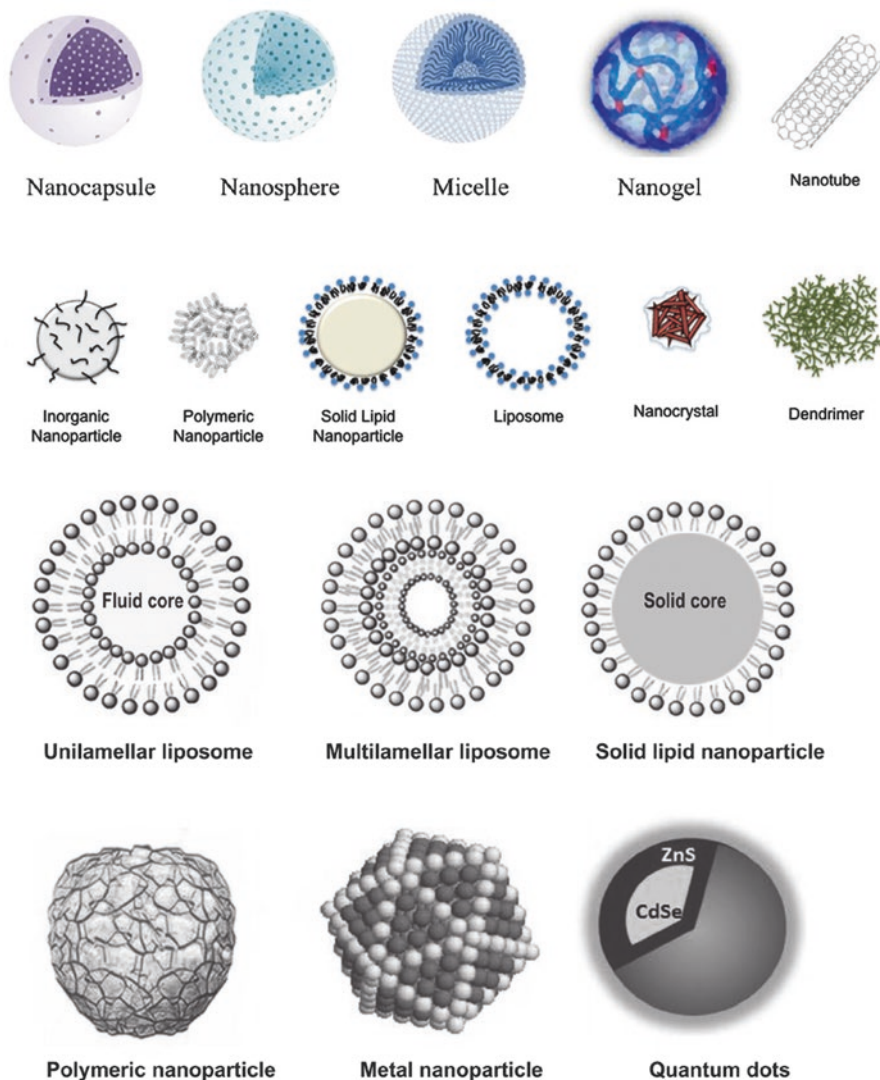 Nanocapsule
Nanosphere
Micelle
Nanogel
Nanotube
Inorganic
Nanoparticle
Polymeric
Nanoparticle
Solid Lipid
Nanoparticle
Liposome
Nanocrystal
Dendrimer
Fluid core
Solid core
Unilamellar liposome
Multilamellar liposome
Solid lipid nanoparticle
ZnS
CdSe
Polymeric nanoparticle
Metal nanoparticle
Quantum dots